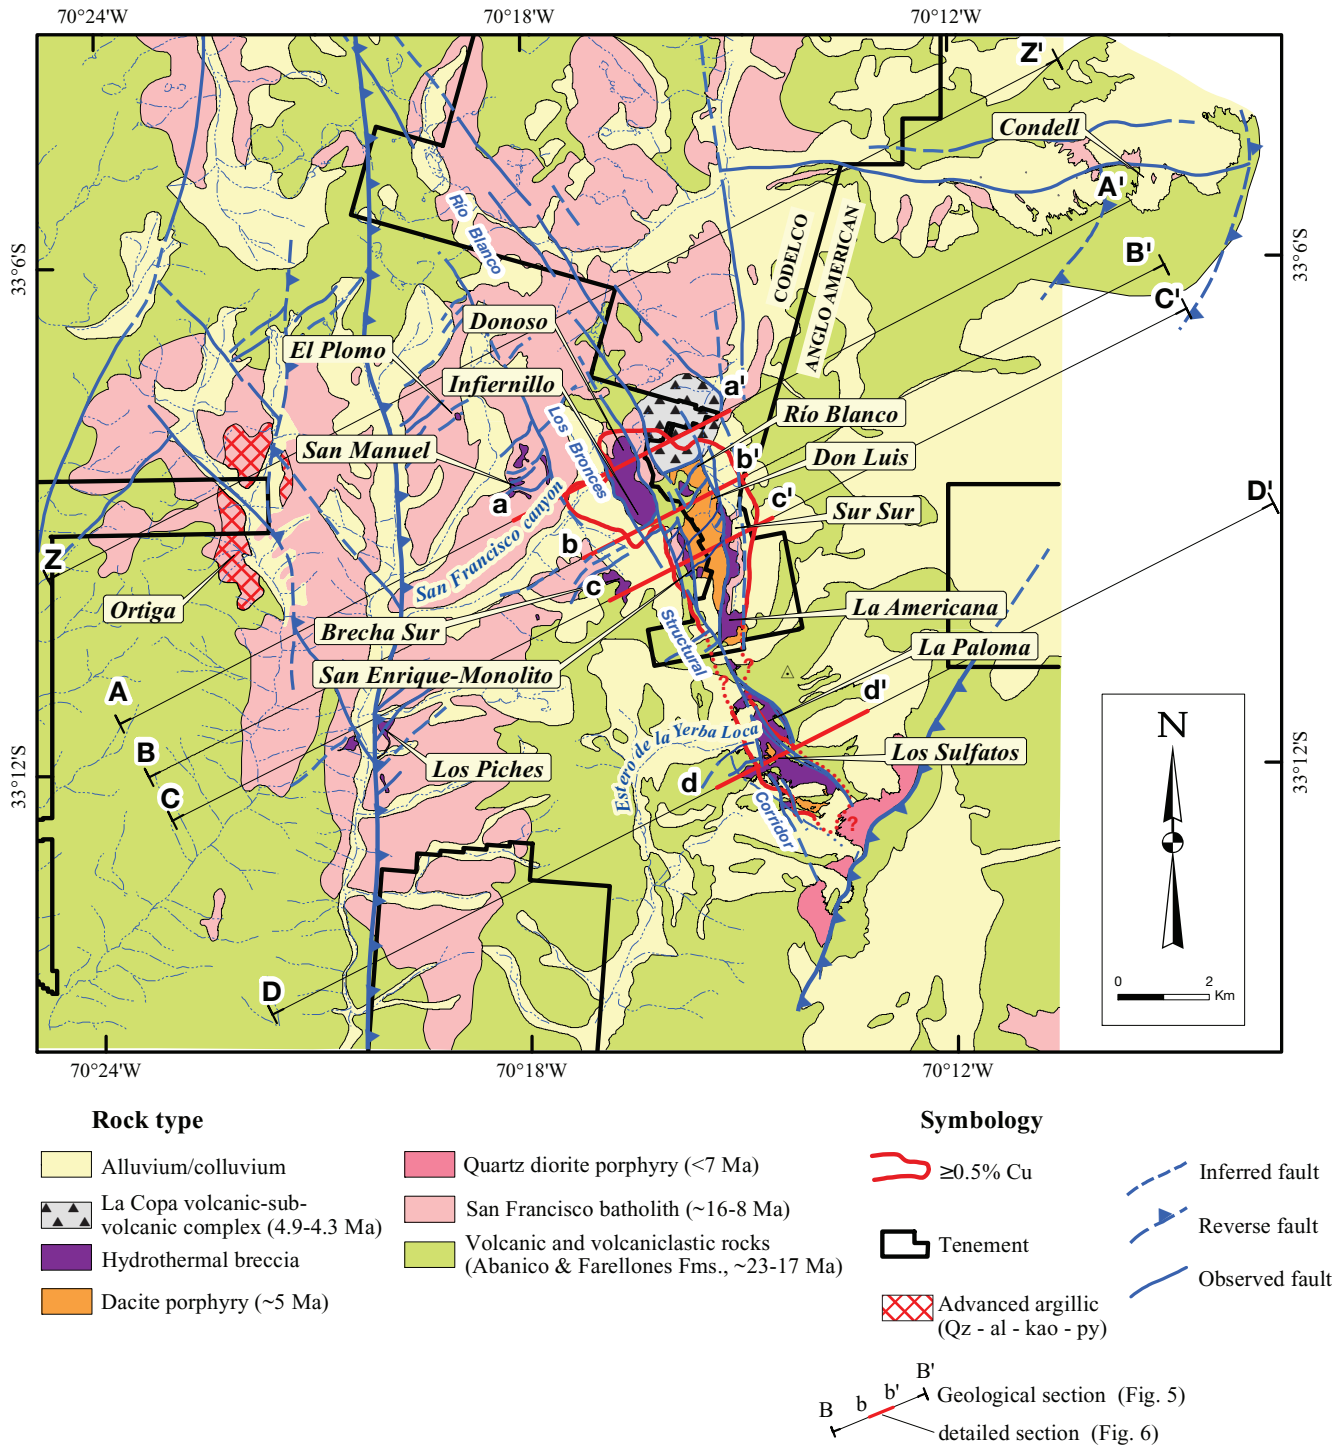 70°24'W
70°18'W
70°12'W
Z'
Condell
A'
Río Blanco
CODELCO
ANGLO AMERICAN
B'
33°6'S
33°6'S
C'
Donoso
El Plomo
Infiernillo
a'
Río Blanco
San Manuel
Los Bronces
b'
Don Luis
a
c'
D'
Sur Sur
San Francisco canyon
b
Z
c
Ortiga
La Americana
Brecha Sur
Structural
La Paloma
San Enrique-Monolito
?
?
A
d'
Estero de la Yerba Loca
Los Sulfatos
B
Los Piches
33°12'S
33°12'S
d
C
Corridor
?
N
D
0 2
Km
70°24'W
70°18'W
70°12'W
Rock type
Alluvium/colluvium
La Copa volcanic-sub-
volcanic complex (4.9-4.3 Ma)
Hydrothermal breccia
Dacite porphyry (~5 Ma)
Quartz diorite porphyry (<7 Ma)
San Francisco batholith (~16-8 Ma)
Volcanic and volcaniclastic rocks
(Abanico & Farellones Fms., ~23-17 Ma)
Symbology
≥0.5% Cu
Tenement
Advanced argillic
(Qz - al - kao - py)
Inferred fault
Reverse fault
Observed fault
B b b' B'
Geological section (Fig. 5)
detailed section (Fig. 6)